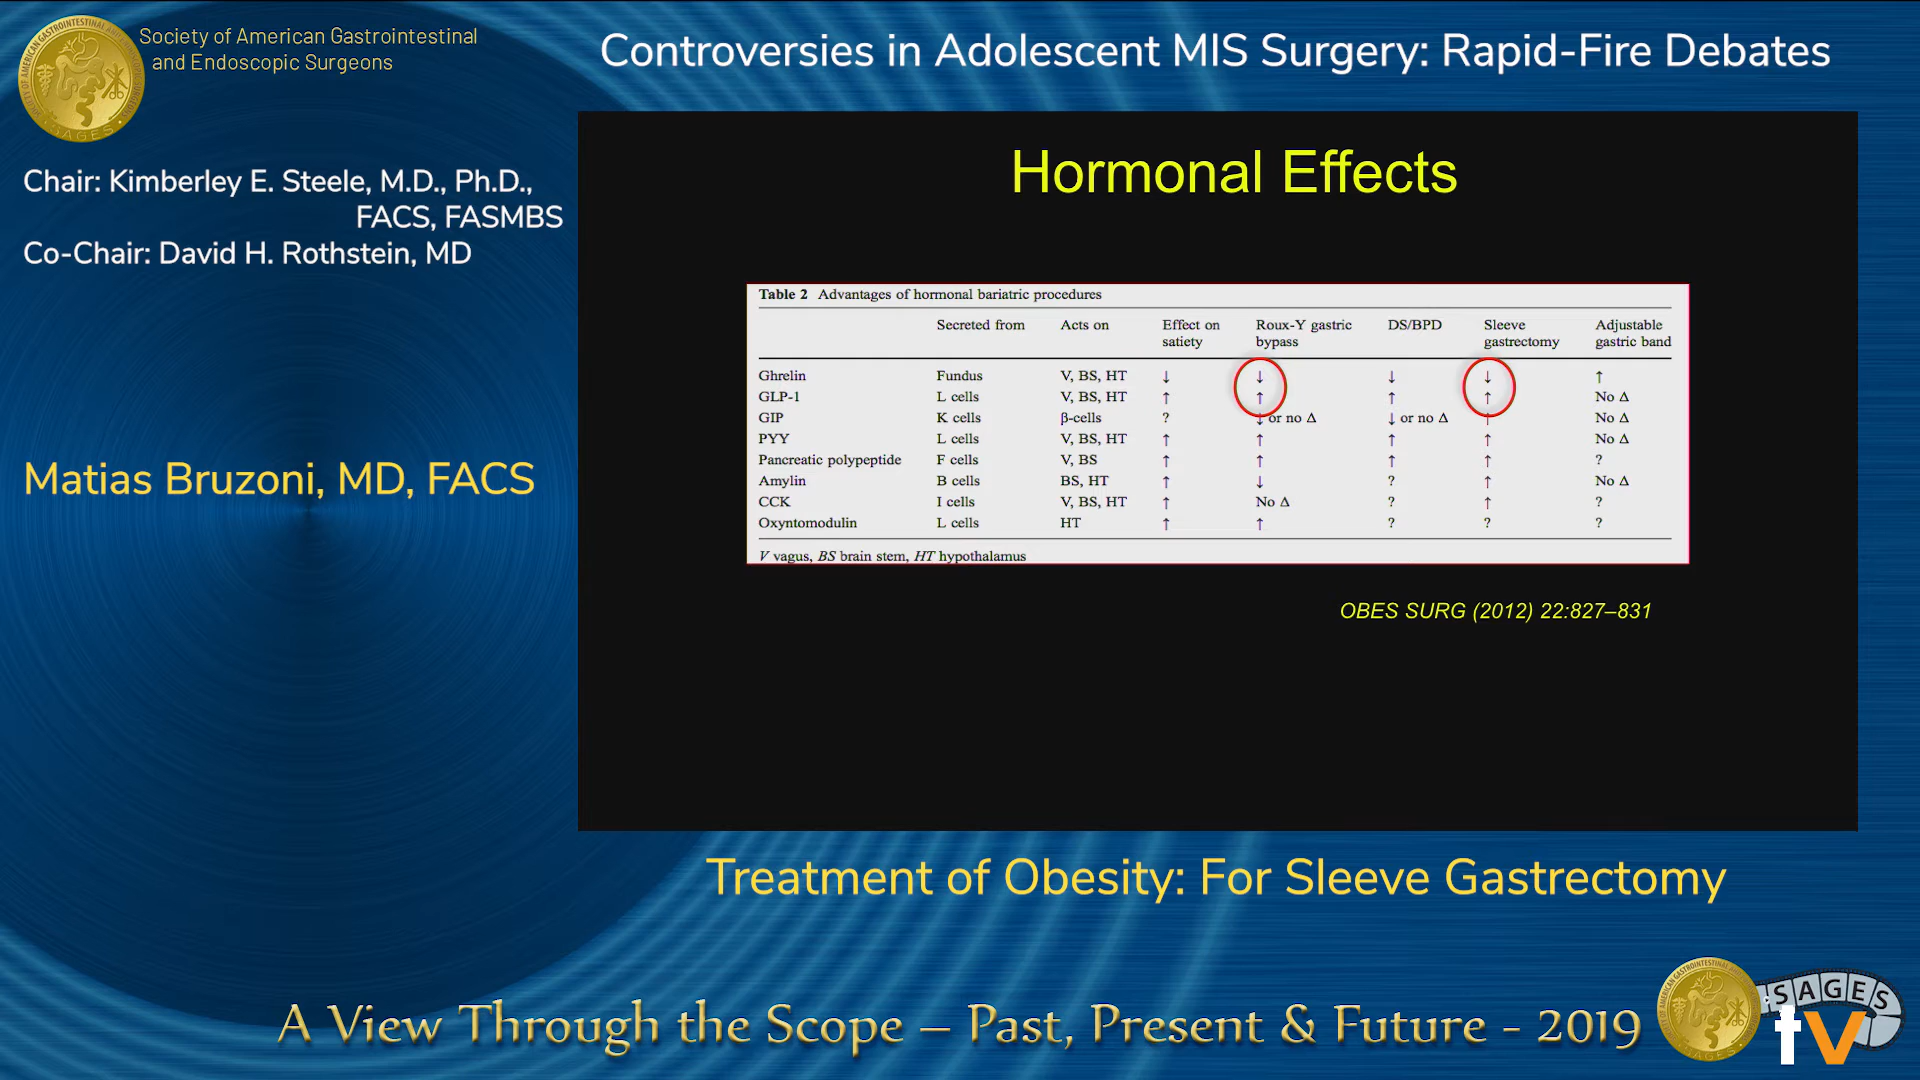 Society of American Gastrointestinal
and Endoscopic Surgeons
Controversies in Adolescent MIS Surgery: Rapid-Fire Debates
Chair: Kimberley E. Steele, M.D., Ph.D.,
FACS, FASMBS
Co-Chair: David H. Rothstein, MD
Matias Bruzoni, MD, FACS
Hormonal Effects
Table 2 Advantages of hormonal bariatric procedures
Secreted from Acts on Effect on satiety Roux-Y gastric bypass DS/BPD Sleeve gastrectomy Adjustable gastric band
Ghrelin Fundus V, BS, HT ↓ ↓ ↓ ↓ ↑
GLP-1 L cells V, BS, HT ↑ ↑ ↑ ↑ No Δ
GIP K cells β-cells ? ↓ or no Δ ↓ or no Δ ↑ No Δ
PYY L cells V, BS, HT ↑ ↑ ↑ ↑ No Δ
Pancreatic polypeptide F cells V, BS ↑ ↑ ↑ ↑ ?
Amylin B cells BS, HT ↑ ↓ ? ↑ No Δ
CCK I cells V, BS, HT ↑ No Δ ? ↑ ?
Oxyntomodulin L cells HT ↑ ↑ ? ? ?
V vagus, BS brain stem, HT hypothalamus
OBES SURG (2012) 22:827–831
Treatment of Obesity: For Sleeve Gastrectomy
A View Through the Scope – Past, Present & Future - 2019
SAGES
tv